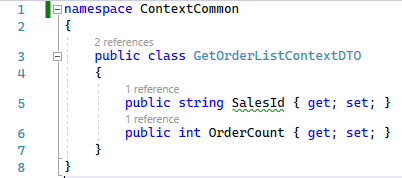 1 namespace ContextCommon
2 {
2 references
3 public class GetOrderListContextDTO
4 {
1 reference
5 public string SalesId { get; set; }
1 reference
6 public int OrderCount { get; set; }
7 }
8 }